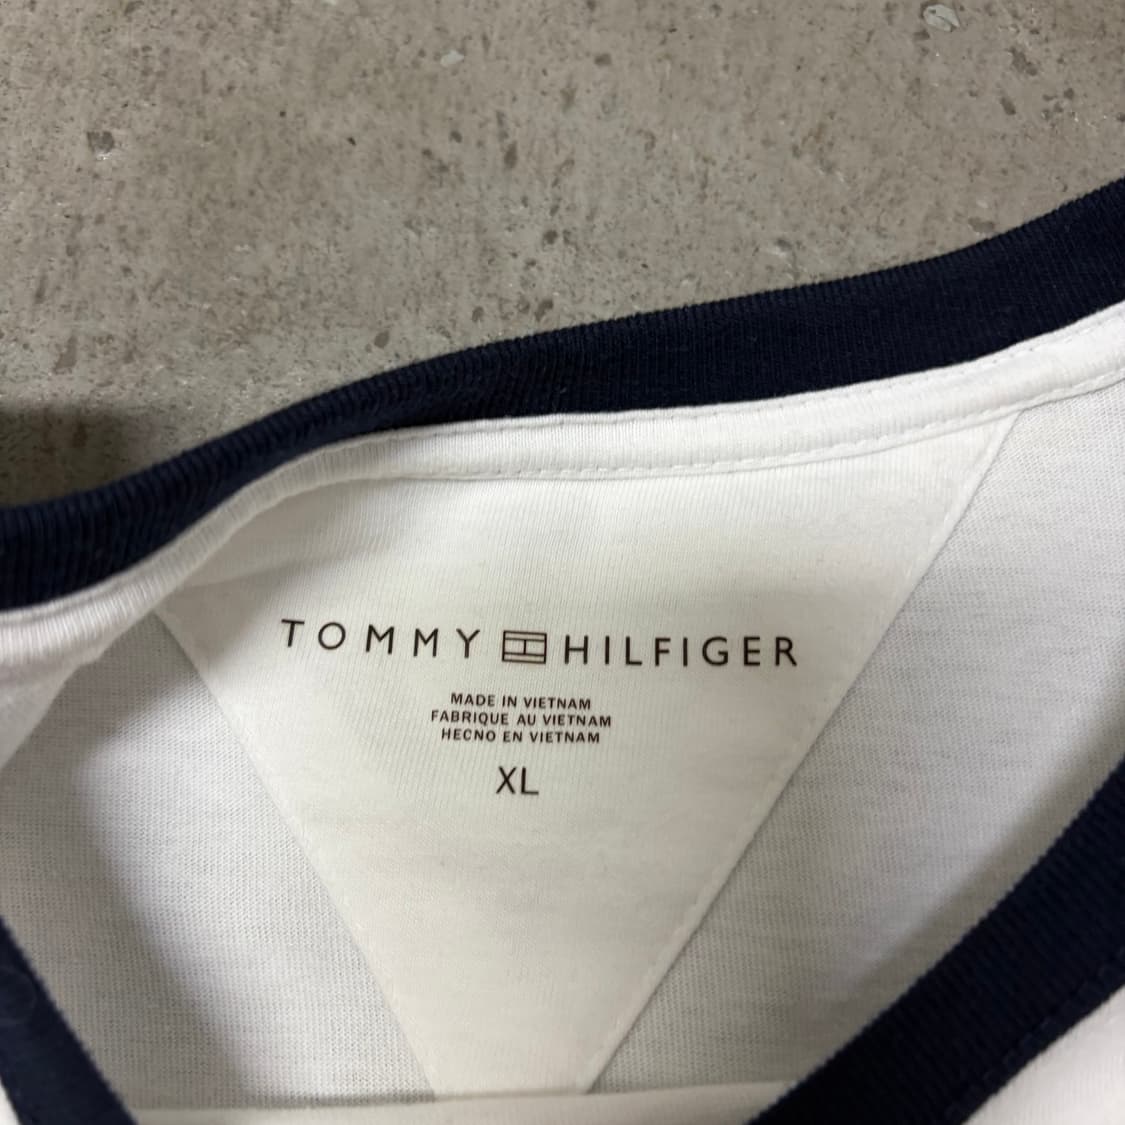 TOMMY HILFIGER
MADE IN VIETNAM
FABRIQUE AU VIETNAM
HECNO EN VIETNAM
XL